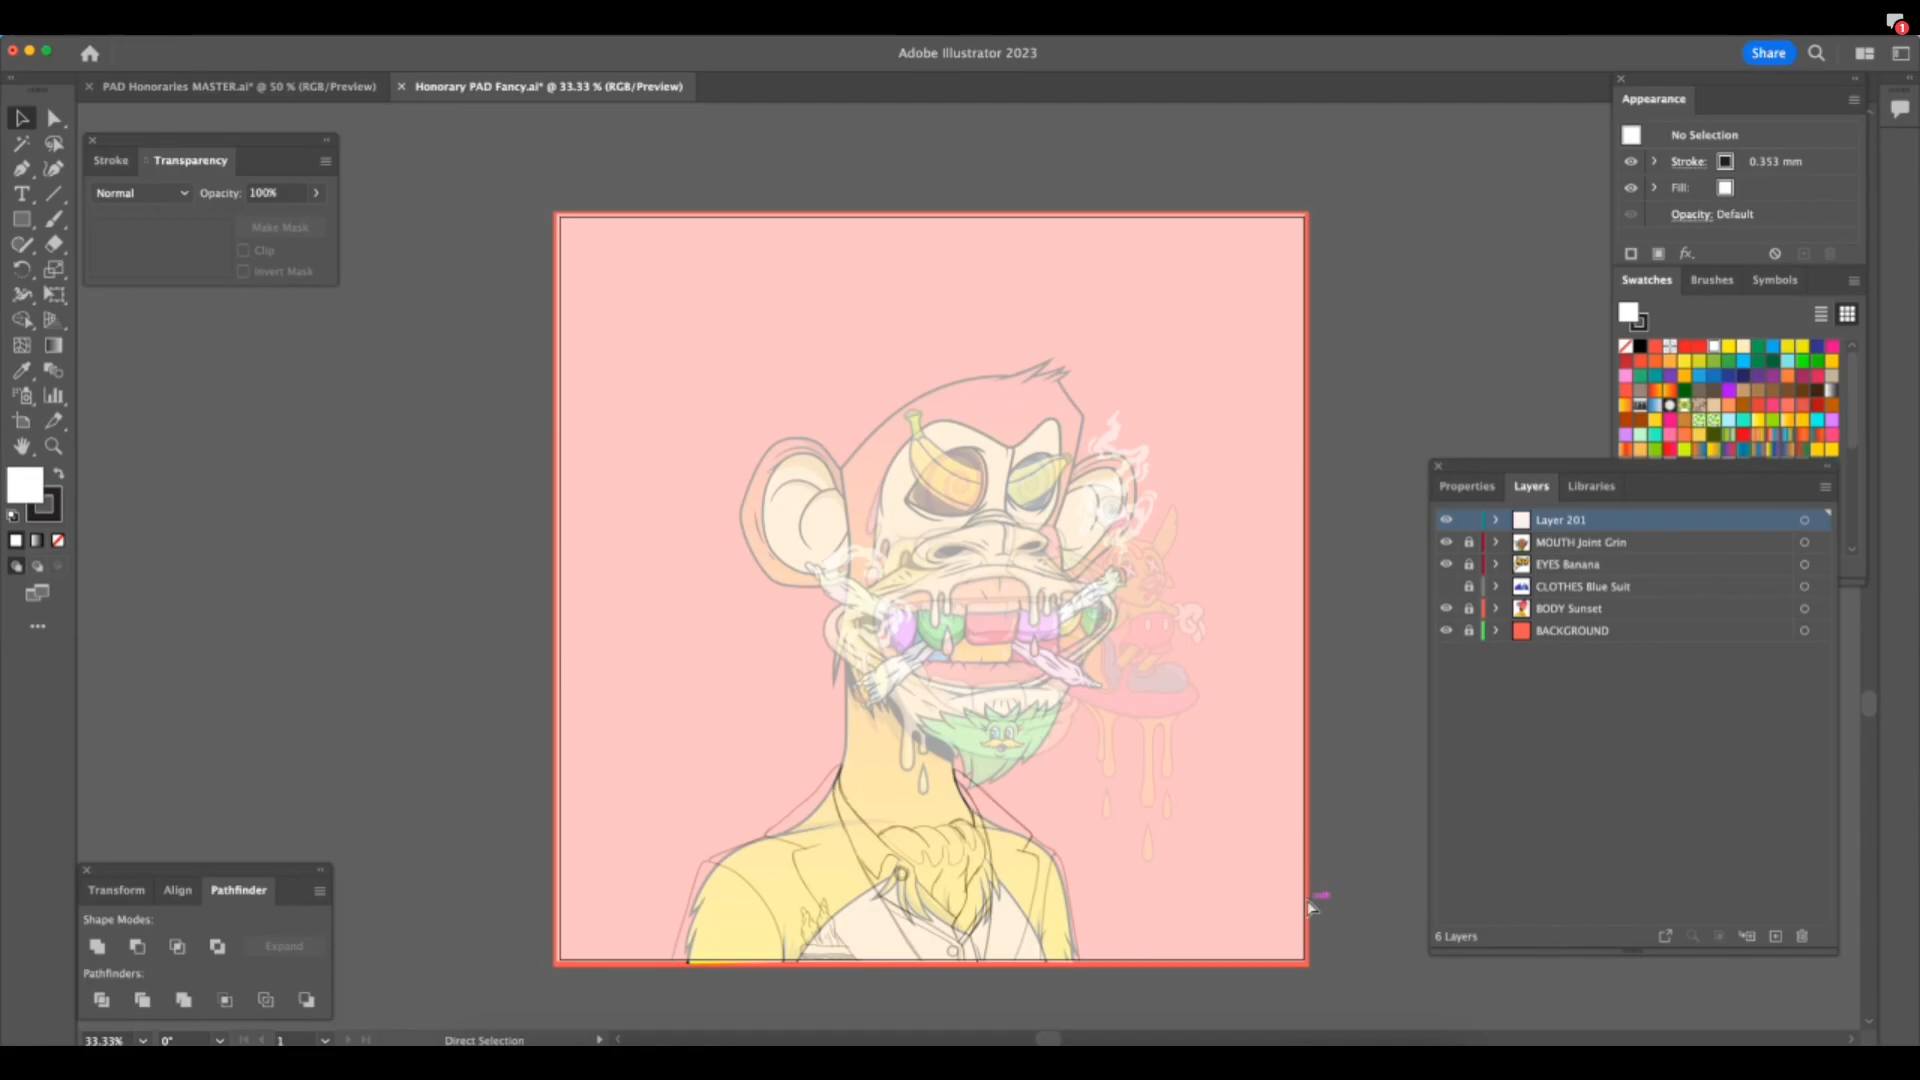 1
Adobe Illustrator 2023
Share
PAD Honoraries MASTER.ai* @ 50 % (RGB/Preview)
Honorary PAD Fancy.ai* @ 33.33 % (RGB/Preview)
Appearance
Stroke
Transparency
No Selection
Stroke:
0.353 mm
Normal
Opacity:
100%
Fill:
Opacity: Default
Make Mask
Clip
Invert Mask
fx.
Swatches
Brushes
Symbols
Properties
Layers
Libraries
Layer 201
MOUTH Joint Grin
EYES Banana
CLOTHES Blue Suit
BODY Sunset
BACKGROUND
Transform
Align
Pathfinder
Shape Modes:
Expand
6 Layers
Pathfinders:
33.33%
0°
1
Direct Selection